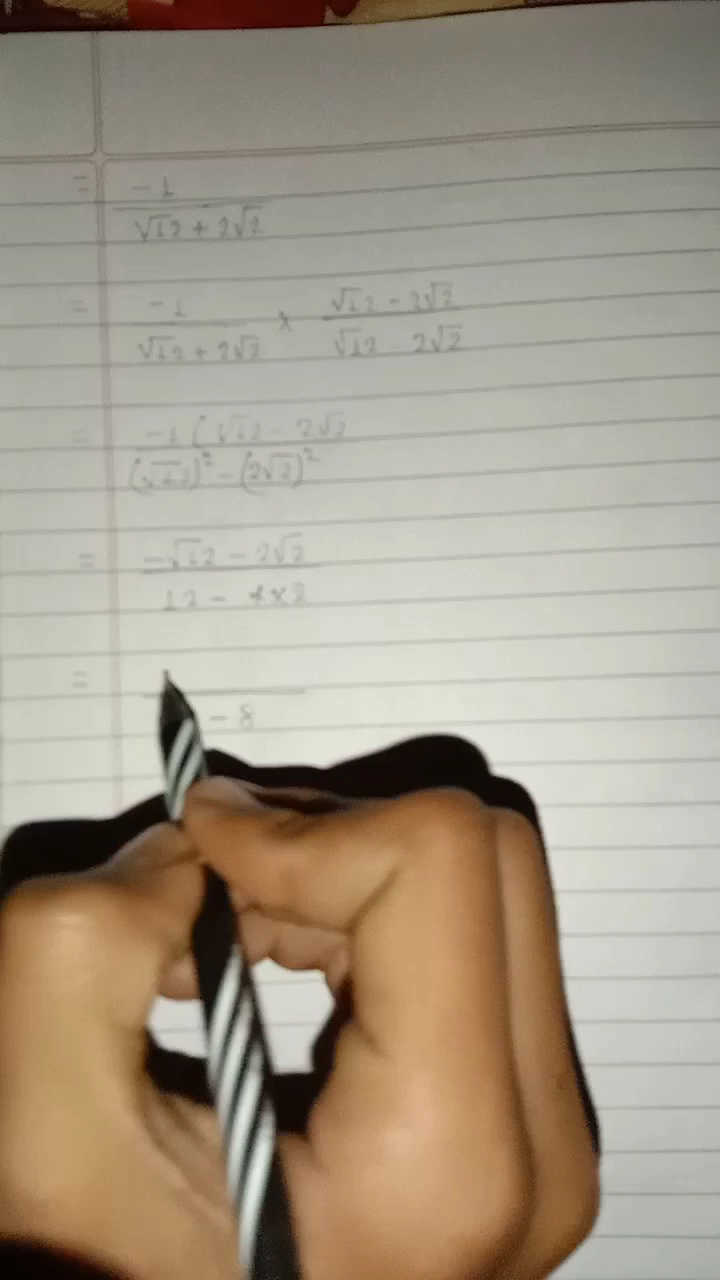 = -1 / √12 + 2√2
= -1 / √12 + 2√2 × √12 - 2√2 / √12 - 2√2
= -1 (√12 - 2√2 / (√12)² - (2√2)²
= -√12 - 2√2 / 12 - 4×2
= - 8